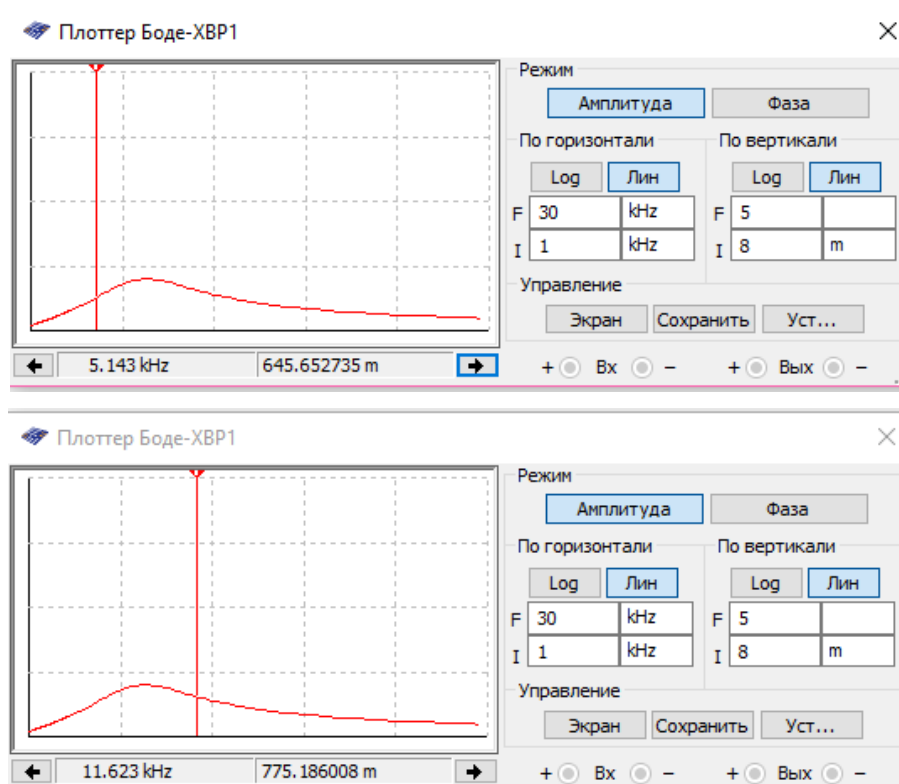 Плоттер Боде-XBP1
Режим
Амплитуда Фаза
По горизонтали По вертикали
Log Лин Log Лин
F 30 kHz F 5
I 1 kHz I 8 m
Управление
Экран Сохранить Уст...
5.143 kHz 645.652735 m + Вх − + Вых −
Плоттер Боде-XBP1
Режим
Амплитуда Фаза
По горизонтали По вертикали
Log Лин Log Лин
F 30 kHz F 5
I 1 kHz I 8 m
Управление
Экран Сохранить Уст...
11.623 kHz 775.186008 m + Вх − + Вых −